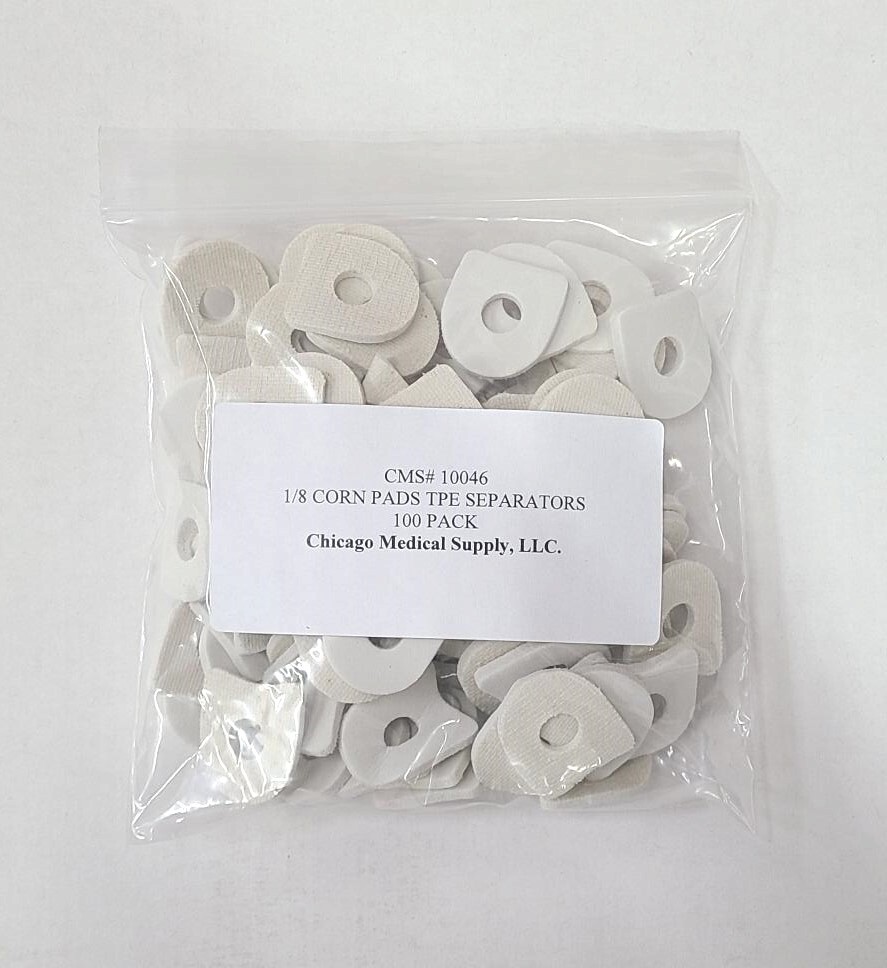 CMS# 10046
1/8 CORN PADS TPE SEPARATORS
100 PACK
Chicago Medical Supply, LLC.